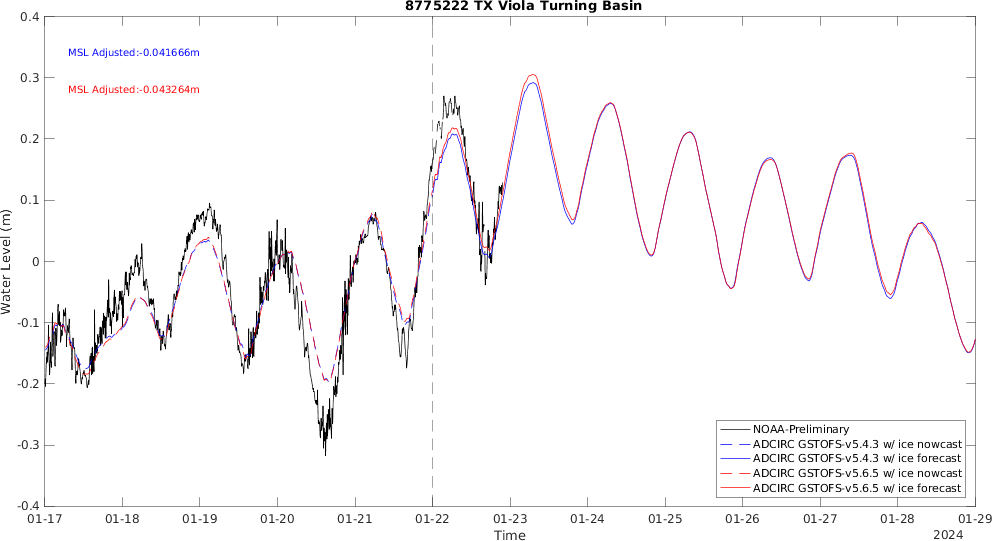 8775222 TX Viola Turning Basin
MSL Adjusted:-0.041666m
MSL Adjusted:-0.043264m
Water Level (m)
0.4
0.3
0.2
0.1
0
-0.1
-0.2
-0.3
-0.4
NOAA-Preliminary
ADCIRC GSTOFS-v5.4.3 w/ ice nowcast
ADCIRC GSTOFS-v5.4.3 w/ ice forecast
ADCIRC GSTOFS-v5.6.5 w/ ice nowcast
ADCIRC GSTOFS-v5.6.5 w/ ice forecast
01-17 01-18 01-19 01-20 01-21 01-22 01-23 01-24 01-25 01-26 01-27 01-28 01-29
Time
2024